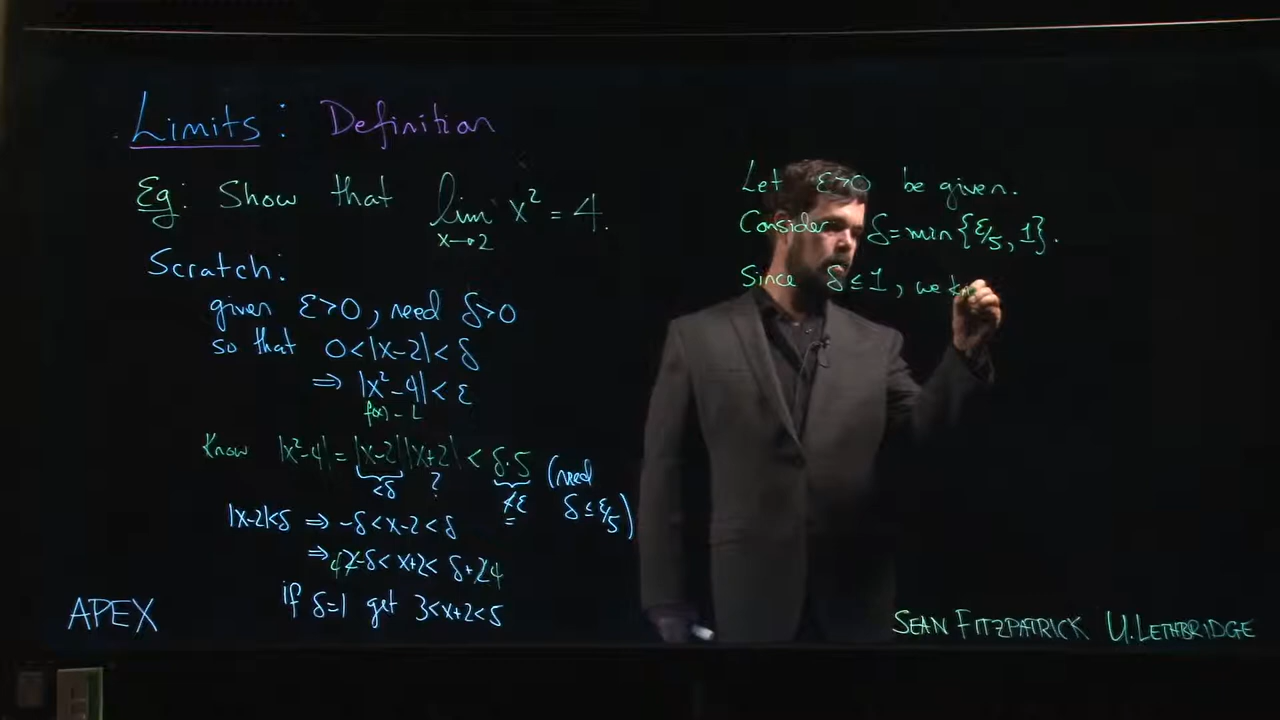 Limits: Definition
Eg: Show that lim x→2 x² = 4.
Scratch:
given ε>0, need δ>0
so that 0<|x-2|<δ
⇒ |x²-4|<ε
f(x) - L
Know |x²-4| = |x-2||x+2| < δ·5 (need
<δ ? ≤ε δ≤ε/5)
|x-2|<δ ⇒ -δ<x-2<δ
⇒ 4-δ<x+2<δ+4
if δ=1 get 3<x+2<5
Let ε>0 be given.
Consider δ=min{ε/5, 1}.
Since δ≤1, we
APEX
SEAN FITZPATRICK U. LETHBRIDGE